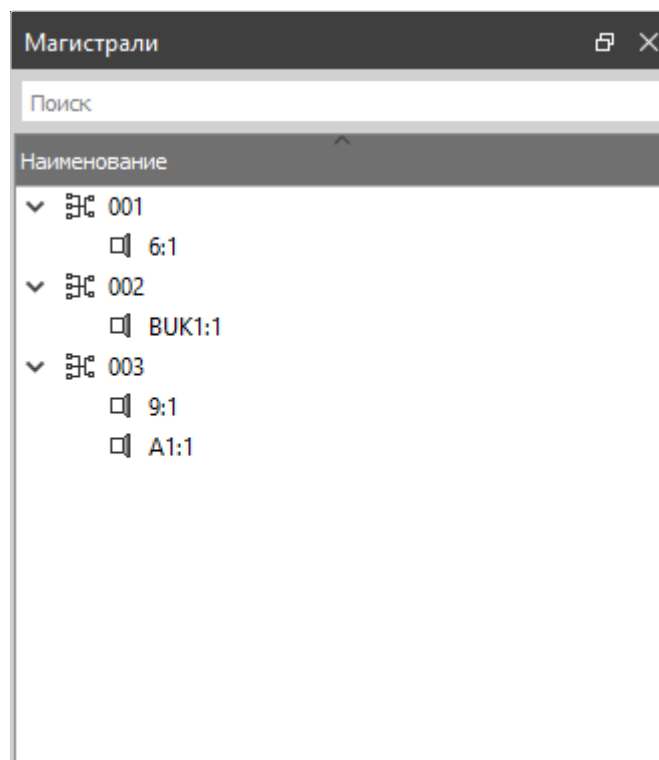 Магистрали
Поиск
Наименование
001
6:1
002
BUK1:1
003
9:1
A1:1